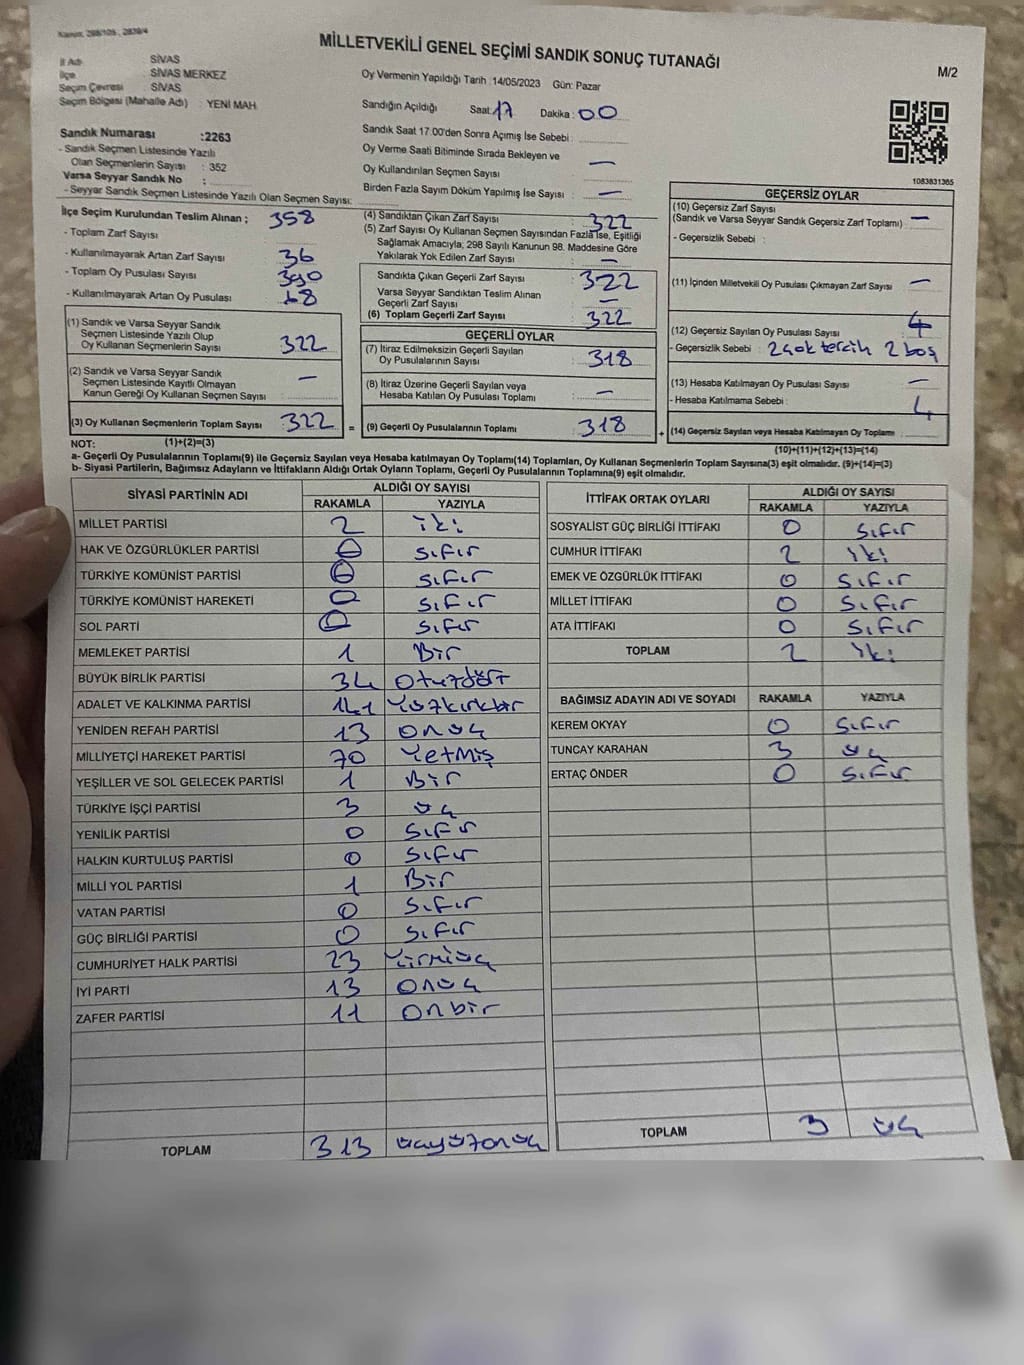 Kanun, 298/105 , 2839/4
MİLLETVEKİLİ GENEL SEÇİMİ SANDIK SONUÇ TUTANAĞI
M/2
İl Adı SİVAS
İlçe SİVAS MERKEZ
Seçim Çevresi : SİVAS
Seçim Bölgesi (Mahalle Adı) : YENİ MAH
Sandık Numarası :2263
- Sandık Seçmen Listesinde Yazılı
Olan Seçmenlerin Sayısı : 352
Varsa Seyyar Sandık No :
- Seyyar Sandık Seçmen Listesinde Yazılı Olan Seçmen Sayısı:
Oy Vermenin Yapıldığı Tarih :14/05/2023 Gün: Pazar
Sandığın Açıldığı Saat: 17 Dakika : 00
Sandık Saat 17:00'den Sonra Açımış İse Sebebi :
Oy Verme Saati Bitiminde Sırada Bekleyen ve
Oy Kullandırılan Seçmen Sayısı : —
Birden Fazla Sayım Döküm Yapılmış İse Sayısı : —
1083831365
İlçe Seçim Kurulundan Teslim Alınan ; 358
- Toplam Zarf Sayısı
- Kullanılmayarak Artan Zarf Sayısı 36
- Toplam Oy Pusulası Sayısı 390
- Kullanılmayarak Artan Oy Pusulası 68
(1) Sandık ve Varsa Seyyar Sandık
Seçmen Listesinde Yazılı Olup
Oy Kullanan Seçmenlerin Sayısı : 322
(2) Sandık ve Varsa Seyyar Sandık
Seçmen Listesinde Kayıtlı Olmayan
Kanun Gereği Oy Kullanan Seçmen Sayısı : —
(3) Oy Kullanan Seçmenlerin Toplam Sayısı : 322 =
(4) Sandıktan Çıkan Zarf Sayısı : 322
(5) Zarf Sayısı Oy Kullanan Seçmen Sayısından Fazla İse, Eşitliği
Sağlamak Amacıyla, 298 Sayılı Kanunun 98. Maddesine Göre
Yakılarak Yok Edilen Zarf Sayısı : —
Sandıkta Çıkan Geçerli Zarf Sayısı : 322
Varsa Seyyar Sandıktan Teslim Alınan
Geçerli Zarf Sayısı : —
(6) Toplam Geçerli Zarf Sayısı : 322
GEÇERLİ OYLAR
(7) İtiraz Edilmeksizin Geçerli Sayılan
Oy Pusulalarının Sayısı : 318
(8) İtiraz Üzerine Geçerli Sayılan veya
Hesaba Katılan Oy Pusulası Toplamı : —
(9) Geçerli Oy Pusulalarının Toplamı : 318 +
GEÇERSİZ OYLAR
(10) Geçersiz Zarf Sayısı
(Sandık ve Varsa Seyyar Sandık Geçersiz Zarf Toplamı) : —
- Geçersizlik Sebebi :
(11) İçinden Milletvekili Oy Pusulası Çıkmayan Zarf Sayısı : —
(12) Geçersiz Sayılan Oy Pusulası Sayısı : 4
- Geçersizlik Sebebi : 2 çok tercih 2 boş
(13) Hesaba Katılmayan Oy Pusulası Sayısı : —
- Hesaba Katılmama Sebebi :
(14) Geçersiz Sayılan veya Hesaba Katılmayan Oy Toplamı : 4
NOT: (1)+(2)=(3) (10)+(11)+(12)+(13)=(14)
a- Geçerli Oy Pusulasının Toplamı(9) ile Geçersiz Sayılan veya Hesaba katılmayan Oy Toplamı(14) Toplamları, Oy Kullanan Seçmenlerin Toplam Sayısına(3) eşit olmalıdır. (9)+(14)=(3)
b- Siyasi Partilerin, Bağımsız Adayların ve İttifakların Aldığı Ortak Oyların Toplamı, Geçerli Oy Pusulalarının Toplamına(9) eşit olmalıdır.
SİYASİ PARTİNİN ADI ALDIĞI OY SAYISI
RAKAMLA YAZIYLA
MİLLET PARTİSİ 2 iki
HAK VE ÖZGÜRLÜKLER PARTİSİ 0 sıfır
TÜRKİYE KOMÜNİST PARTİSİ 0 sıfır
TÜRKİYE KOMÜNİST HAREKETİ 0 sıfır
SOL PARTİ 0 sıfır
MEMLEKET PARTİSİ 1 Bir
BÜYÜK BİRLİK PARTİSİ 34 otuzdört
ADALET VE KALKINMA PARTİSİ 141 Yüzkırkbir
YENİDEN REFAH PARTİSİ 13 onüç
MİLLİYETÇİ HAREKET PARTİSİ 70 Yetmiş
YEŞİLLER VE SOL GELECEK PARTİSİ 1 Bir
TÜRKİYE İŞÇİ PARTİSİ 3 üç
YENİLİK PARTİSİ 0 sıfır
HALKIN KURTULUŞ PARTİSİ 0 sıfır
MİLLİ YOL PARTİSİ 1 Bir
VATAN PARTİSİ 0 sıfır
GÜÇ BİRLİĞİ PARTİSİ 0 sıfır
CUMHURİYET HALK PARTİSİ 23 Yirmiüç
İYİ PARTİ 13 onüç
ZAFER PARTİSİ 11 onbir
TOPLAM 313 üçyüzonüç
İTTİFAK ORTAK OYLARI ALDIĞI OY SAYISI
RAKAMLA YAZIYLA
SOSYALİST GÜÇ BİRLİĞİ İTTİFAKI 0 sıfır
CUMHUR İTTİFAKI 2 iki
EMEK VE ÖZGÜRLÜK İTTİFAKI 0 sıfır
MİLLET İTTİFAKI 0 sıfır
ATA İTTİFAKI 0 sıfır
TOPLAM 2 iki
BAĞIMSIZ ADAYIN ADI VE SOYADI RAKAMLA YAZIYLA
KEREM OKYAY 0 sıfır
TUNCAY KARAHAN 3 üç
ERTAÇ ÖNDER 0 sıfır
TOPLAM 3 üç